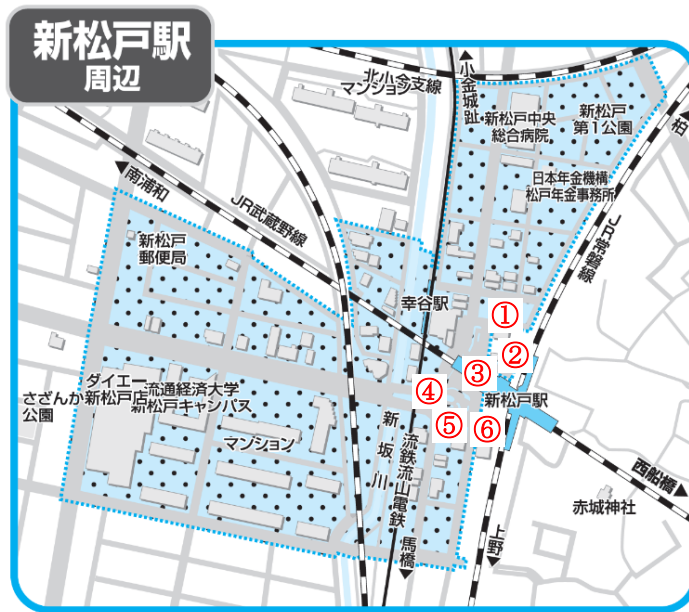 新松戸駅
周辺
北小金支線
マンション
小金城趾
新松戸中央
総合病院
新松戸
第1公園
柏
日本年金機構
松戸年金事務所
南浦和
JR武蔵野線
JR常磐線
新松戸
郵便局
幸谷駅
①
②
③
④
⑤
⑥
新松戸駅
ダイエー
新松戸店
さざんか
公園
流通経済大学
新松戸キャンパス
マンション
新坂川
流鉄流山電鉄
馬橋
上野
西船橋
赤城神社